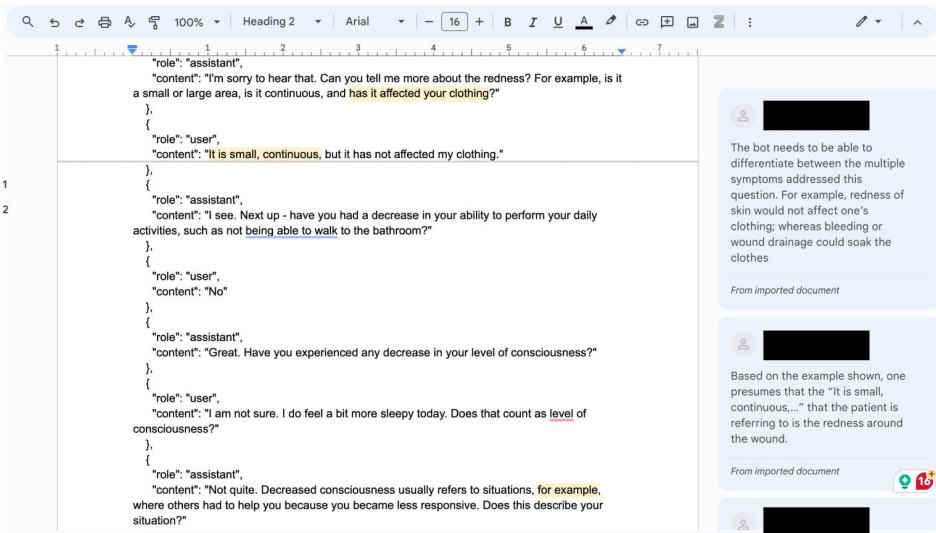 100%
Heading 2
Arial
− 16 +
B I U A
1 1 2 3 4 5 6 7
"role": "assistant",
"content": "I'm sorry to hear that. Can you tell me more about the redness? For example, is it
a small or large area, is it continuous, and has it affected your clothing?"
},
{
"role": "user",
"content": "It is small, continuous, but it has not affected my clothing."
},
{
"role": "assistant",
"content": "I see. Next up - have you had a decrease in your ability to perform your daily
activities, such as not being able to walk to the bathroom?"
},
{
"role": "user",
"content": "No"
},
{
"role": "assistant",
"content": "Great. Have you experienced any decrease in your level of consciousness?"
},
{
"role": "user",
"content": "I am not sure. I do feel a bit more sleepy today. Does that count as level of
consciousness?"
},
{
"role": "assistant",
"content": "Not quite. Decreased consciousness usually refers to situations, for example,
where others had to help you because you became less responsive. Does this describe your
situation?"
1
2
The bot needs to be able to
differentiate between the multiple
symptoms addressed this
question. For example, redness of
skin would not affect one's
clothing; whereas bleeding or
wound drainage could soak the
clothes
From imported document
Based on the example shown, one
presumes that the "It is small,
continuous,..." that the patient is
referring to is the redness around
the wound.
From imported document
16